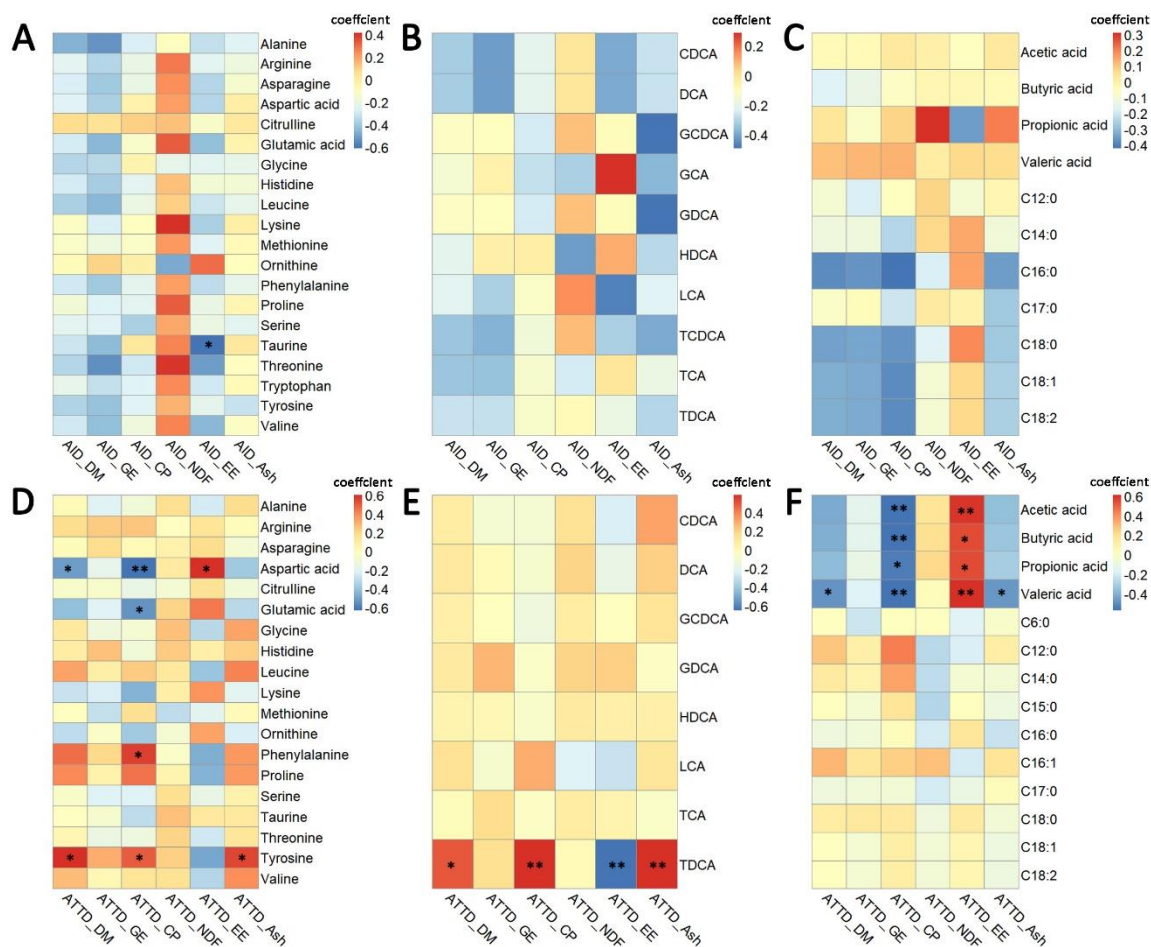 A
coeffcient
0.4
0.2
0
-0.2
-0.4
-0.6
Alanine
Arginine
Asparagine
Aspartic acid
Citrulline
Glutamic acid
Glycine
Histidine
Leucine
Lysine
Methionine
Ornithine
Phenylalanine
Proline
Serine
* Taurine
Threonine
Tryptophan
Tyrosine
Valine
AID_DM AID_GE AID_CP AID_NDF AID_EE AID_Ash
B
coeffcient
0.2
0
-0.2
-0.4
CDCA
DCA
GCDCA
GCA
GDCA
HDCA
LCA
TCDCA
TCA
TDCA
AID_DM AID_GE AID_CP AID_NDF AID_EE AID_Ash
C
coeffcient
0.3
0.2
0.1
0
-0.1
-0.2
-0.3
-0.4
Acetic acid
Butyric acid
Propionic acid
Valeric acid
C12:0
C14:0
C16:0
C17:0
C18:0
C18:1
C18:2
AID_DM AID_GE AID_CP AID_NDF AID_EE AID_Ash
D
coeffcient
0.6
0.4
0.2
0
-0.2
-0.4
-0.6
Alanine
Arginine
Asparagine
* ** * Aspartic acid
Citrulline
* Glutamic acid
Glycine
Histidine
Leucine
Lysine
Methionine
Ornithine
* Phenylalanine
Proline
Serine
Taurine
Threonine
* * * Tyrosine
Valine
ATTD_DM ATTD_GE ATTD_CP ATTD_NDF ATTD_EE ATTD_Ash
E
coeffcient
0.4
0.2
0
-0.2
-0.4
-0.6
CDCA
DCA
GCDCA
GDCA
HDCA
LCA
TCA
* ** ** ** TDCA
ATTD_DM ATTD_GE ATTD_CP ATTD_NDF ATTD_EE ATTD_Ash
F
coeffcient
0.6
0.4
0.2
0
-0.2
-0.4
** ** Acetic acid
** * Butyric acid
* * Propionic acid
* ** ** * Valeric acid
C6:0
C12:0
C14:0
C15:0
C16:0
C16:1
C17:0
C18:0
C18:1
C18:2
ATTD_DM ATTD_GE ATTD_CP ATTD_NDF ATTD_EE ATTD_Ash